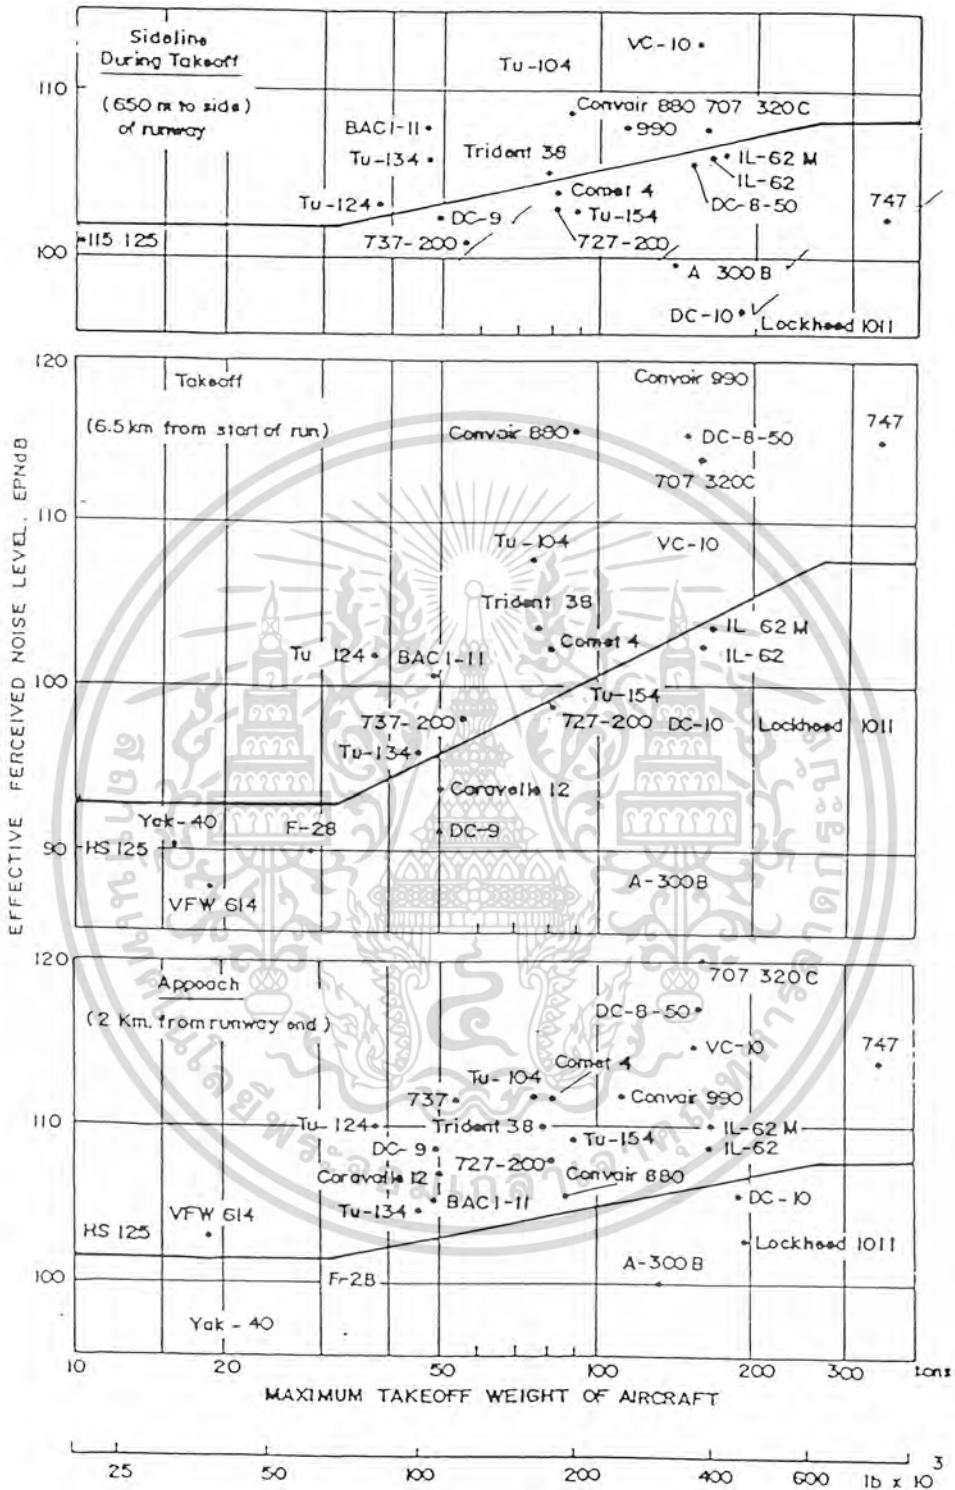 Sideline
During Takeoff
(650 m to side)
of runway
110
100
VC-10
Tu-104
Convair 880 707 320C
BAC1-11
990
Tu-134
Trident 3B
IL-62 M
IL-62
Comet 4
Tu-124
DC-9
Tu-154
DC-8-50
747
115 125
737-200
727-200
A 300B
DC-10
Lockheed 1011
EFFECTIVE FERCEIVED NOISE LEVEL, EPNdB
120
110
100
90
Takeoff
(6.5 km from start of run)
Convair 990
Convair 880
DC-8-50
747
707 320C
Tu-104
VC-10
Trident 3B
Comet 4
IL 62 M
IL-62
Tu 124
BAC 1-11
Tu-154
737-200
727-200
DC-10
Lockheed 1011
Tu-134
Caravelle 12
Yak-40
F-28
DC-9
HS 125
VFW 614
A-300B
120
110
100
Appoach
(2 Km. from runway end)
707 320C
DC-8-50
VC-10
747
Comet 4
Tu-104
737
Convair 990
Tu-124
Trident 3B
IL-62 M
Tu-154
IL-62
DC-9
727-200
Caravelle 12
Convair 880
Tu-134
BAC 1-11
DC-10
HS 125
VFW 614
Lockheed 1011
A-300B
F-28
Yak-40
10 20 50 100 200 300 tons
MAXIMUM TAKEOFF WEIGHT OF AIRCRAFT
25 50 100 200 400 600 lb x 10 3